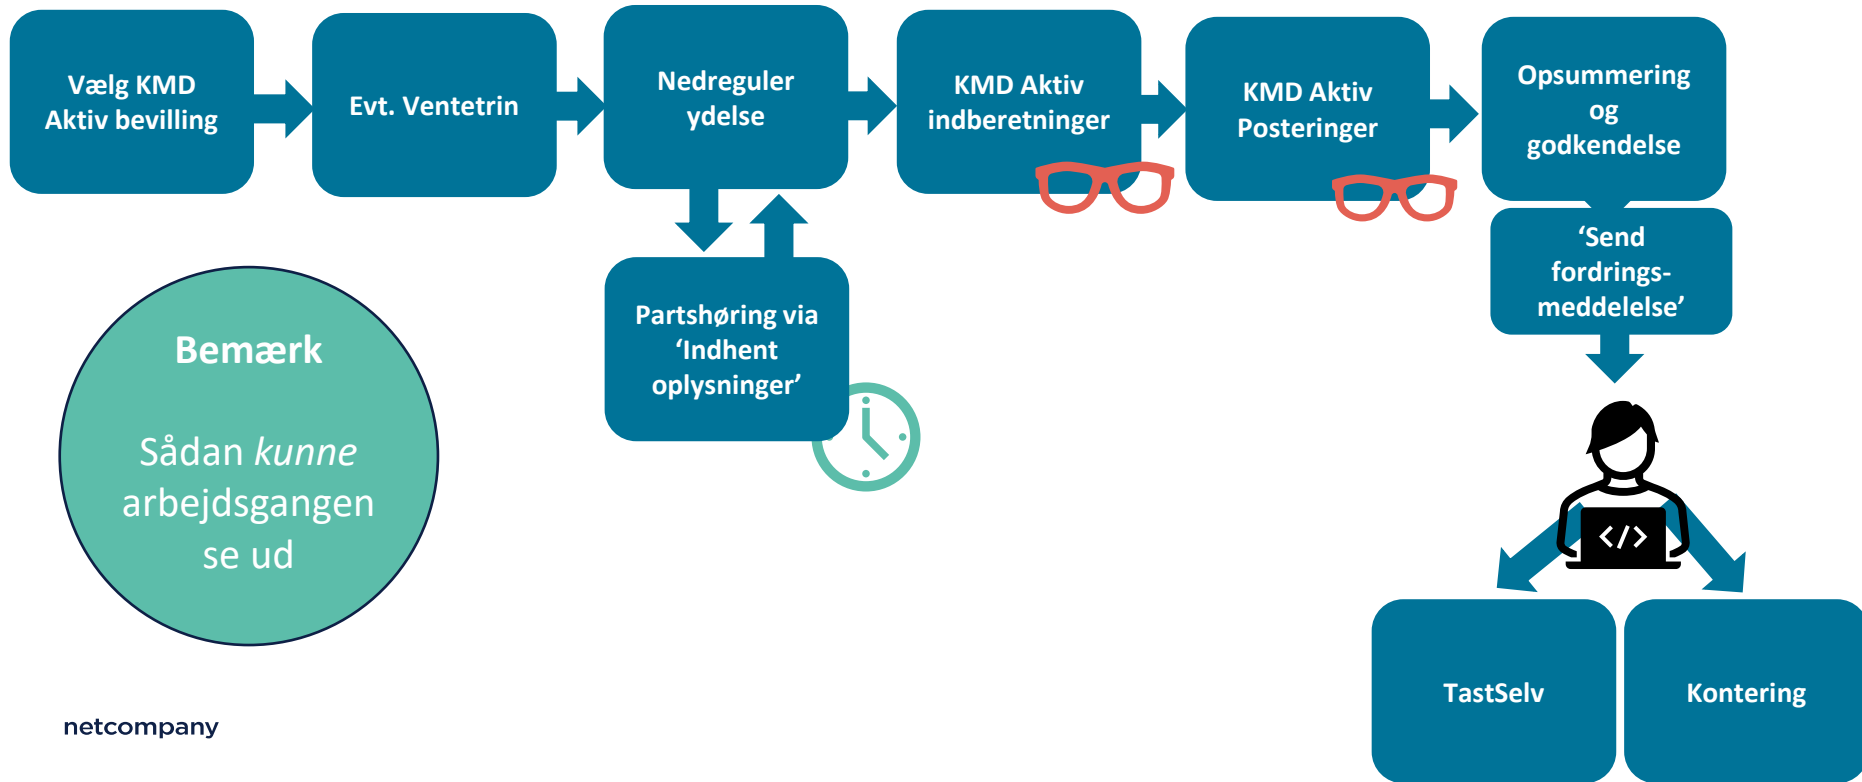 Vælg KMD
Aktiv bevilling
Evt. Ventetrin
Nedreguler
ydelse
KMD Aktiv
indberetninger
KMD Aktiv
Posteringer
Opsummering
og
godkendelse
‘Send
fordrings-
meddelelse’
Partshøring via
‘Indhent
oplysninger’
Bemærk
Sådan kunne
arbejdsgangen
se ud
</>
TastSelv
Kontering
netcompany